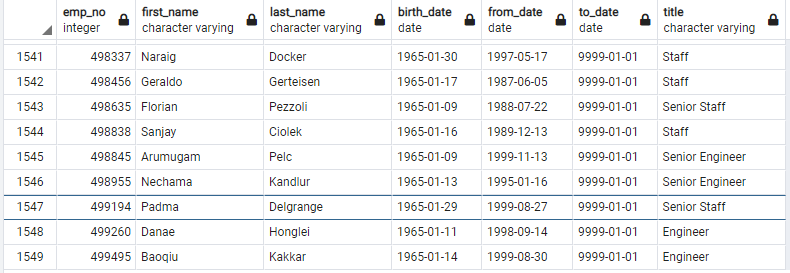 emp_no first_name last_name birth_date from_date to_date title
integer character varying character varying date date date character varying
1541 498337 Naraig Docker 1965-01-30 1997-05-17 9999-01-01 Staff
1542 498456 Geraldo Gerteisen 1965-01-17 1987-06-05 9999-01-01 Staff
1543 498635 Florian Pezzoli 1965-01-09 1988-07-22 9999-01-01 Senior Staff
1544 498838 Sanjay Ciolek 1965-01-16 1989-12-13 9999-01-01 Staff
1545 498845 Arumugam Pelc 1965-01-09 1999-11-13 9999-01-01 Senior Engineer
1546 498955 Nechama Kandlur 1965-01-13 1995-01-16 9999-01-01 Senior Engineer
1547 499194 Padma Delgrange 1965-01-29 1999-08-27 9999-01-01 Senior Staff
1548 499260 Danae Honglei 1965-01-11 1998-09-14 9999-01-01 Engineer
1549 499495 Baoqiu Kakkar 1965-01-14 1999-08-30 9999-01-01 Engineer